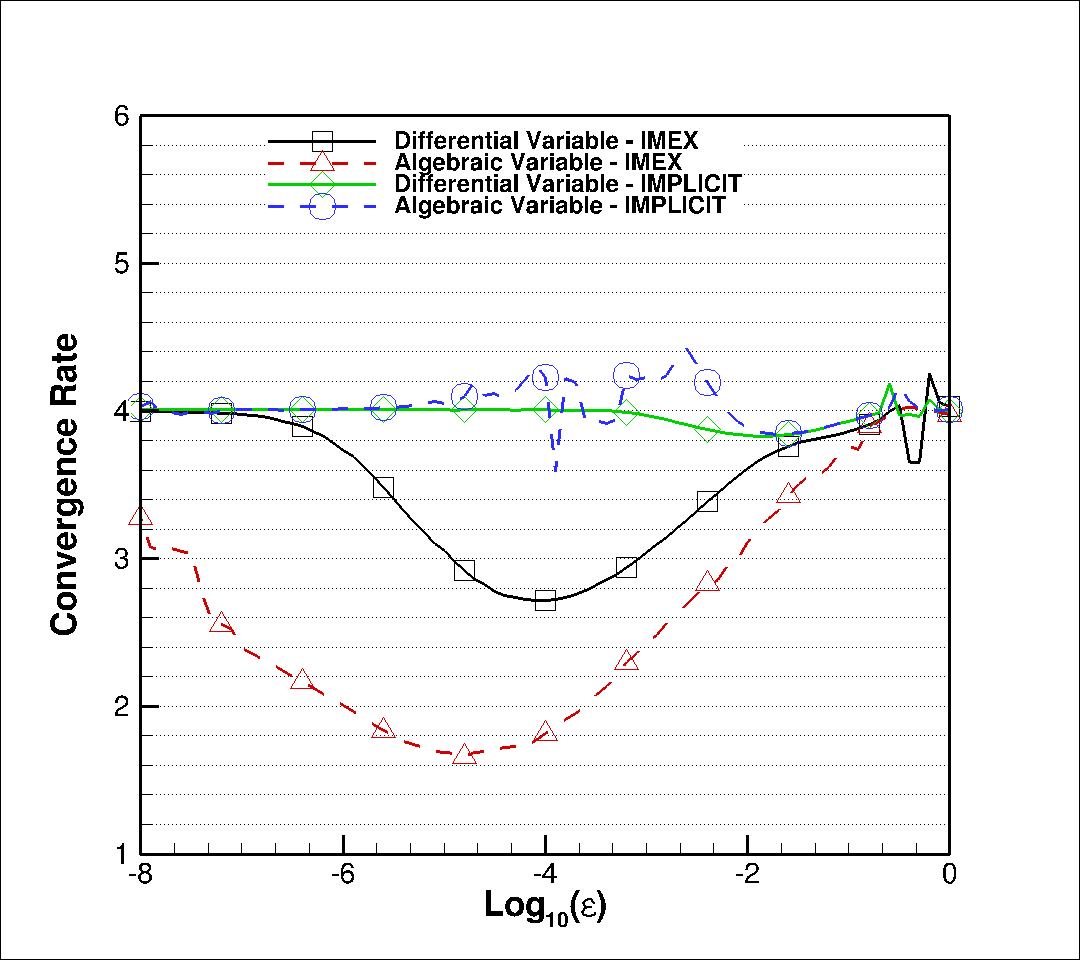 6
5
4
3
2
1
Convergence Rate
Differential Variable - IMEX
Algebraic Variable - IMEX
Differential Variable - IMPLICIT
Algebraic Variable - IMPLICIT
-8 -6 -4 -2 0
Log10(ε)